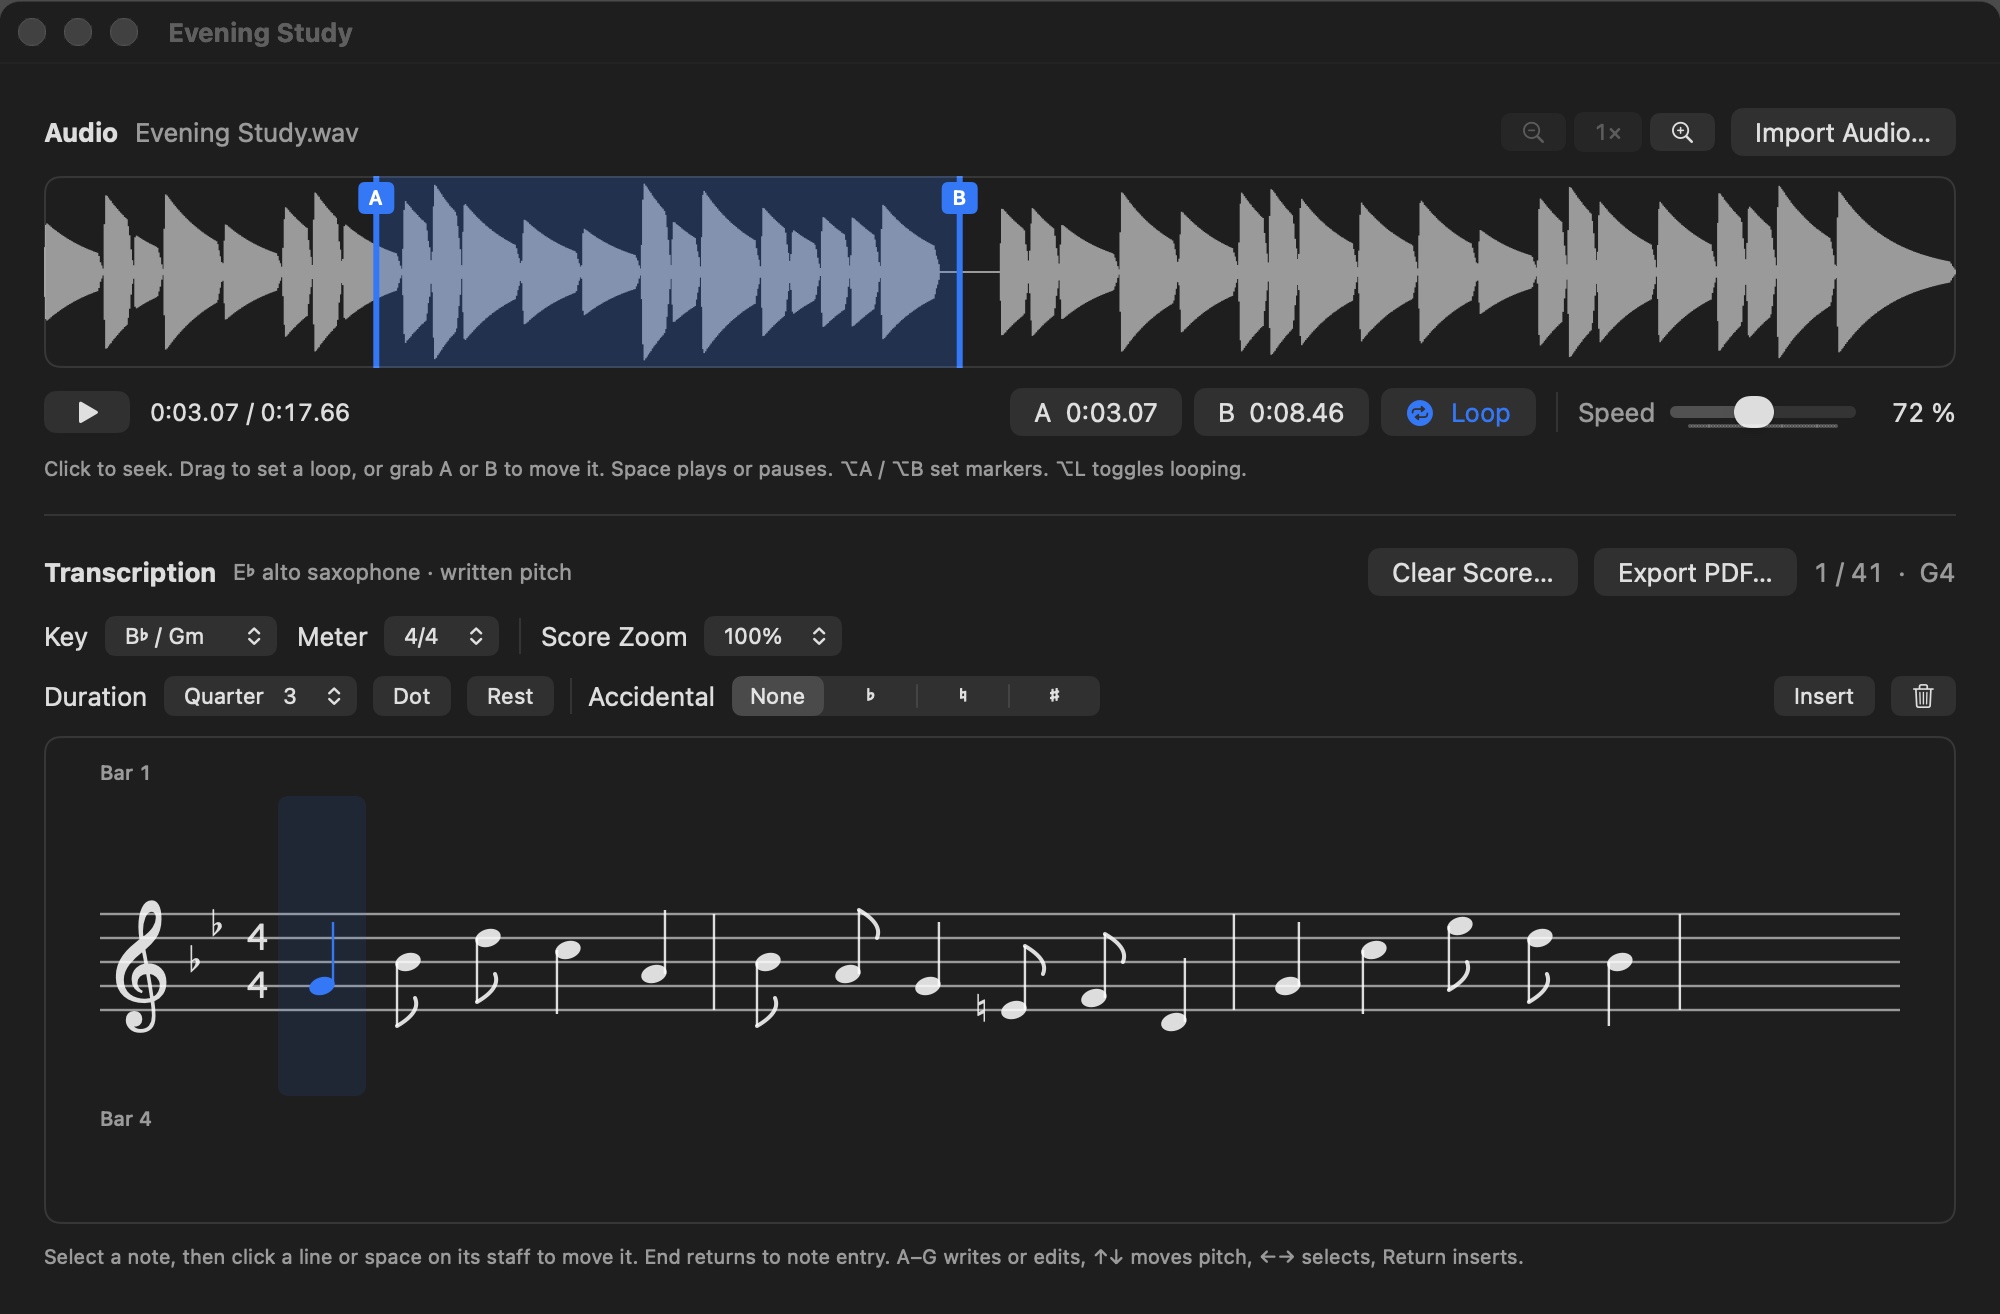 Evening Study
Audio Evening Study.wav 1× Import Audio...
A B
0:03.07 / 0:17.66 A 0:03.07 B 0:08.46 Loop Speed 72 %
Click to seek. Drag to set a loop, or grab A or B to move it. Space plays or pauses. ⌥A / ⌥B set markers. ⌥L toggles looping.
Transcription E♭ alto saxophone · written pitch Clear Score... Export PDF... 1 / 41 · G4
Key B♭ / Gm Meter 4/4 Score Zoom 100%
Duration Quarter 3 Dot Rest Accidental None ♭ ♮ ♯ Insert
Bar 1
4
4
Bar 4
Select a note, then click a line or space on its staff to move it. End returns to note entry. A–G writes or edits, ↑↓ moves pitch, ←→ selects, Return inserts.